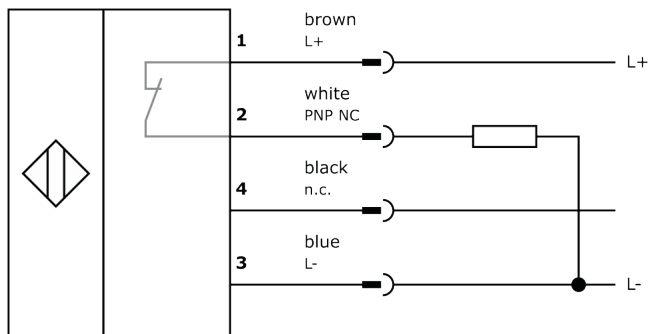 brown
1 L+ L+
white
2 PNP NC
black
4 n.c.
blue
3 L- L-